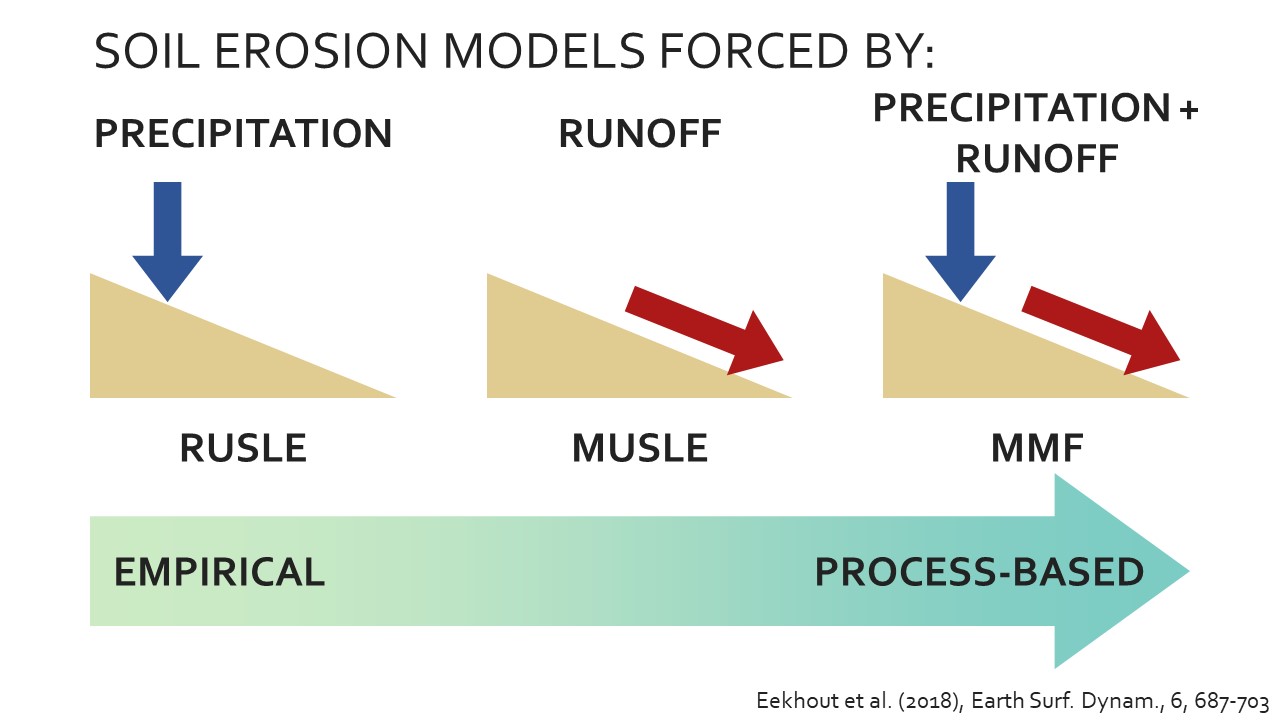 SOIL EROSION MODELS FORCED BY:
PRECIPITATION
RUNOFF
PRECIPITATION +
RUNOFF
RUSLE
MUSLE
MMF
EMPIRICAL
PROCESS-BASED
Eekhout et al. (2018), Earth Surf. Dynam., 6, 687-703